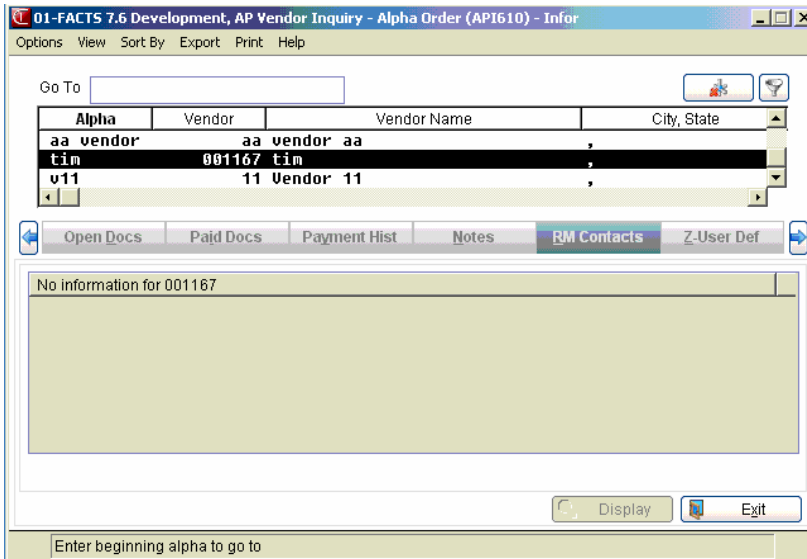 01-FACTS 7.6 Development, AP Vendor Inquiry - Alpha Order (API610) - Infor
Options View Sort By Export Print Help
Go To
Alpha Vendor Vendor Name City, State
aa vendor aa vendor aa ,
tim 001167 tim ,
v11 11 Vendor 11 ,
Open Docs Paid Docs Payment Hist Notes RM Contacts Z-User Def
No information for 001167
Display Exit
Enter beginning alpha to go to